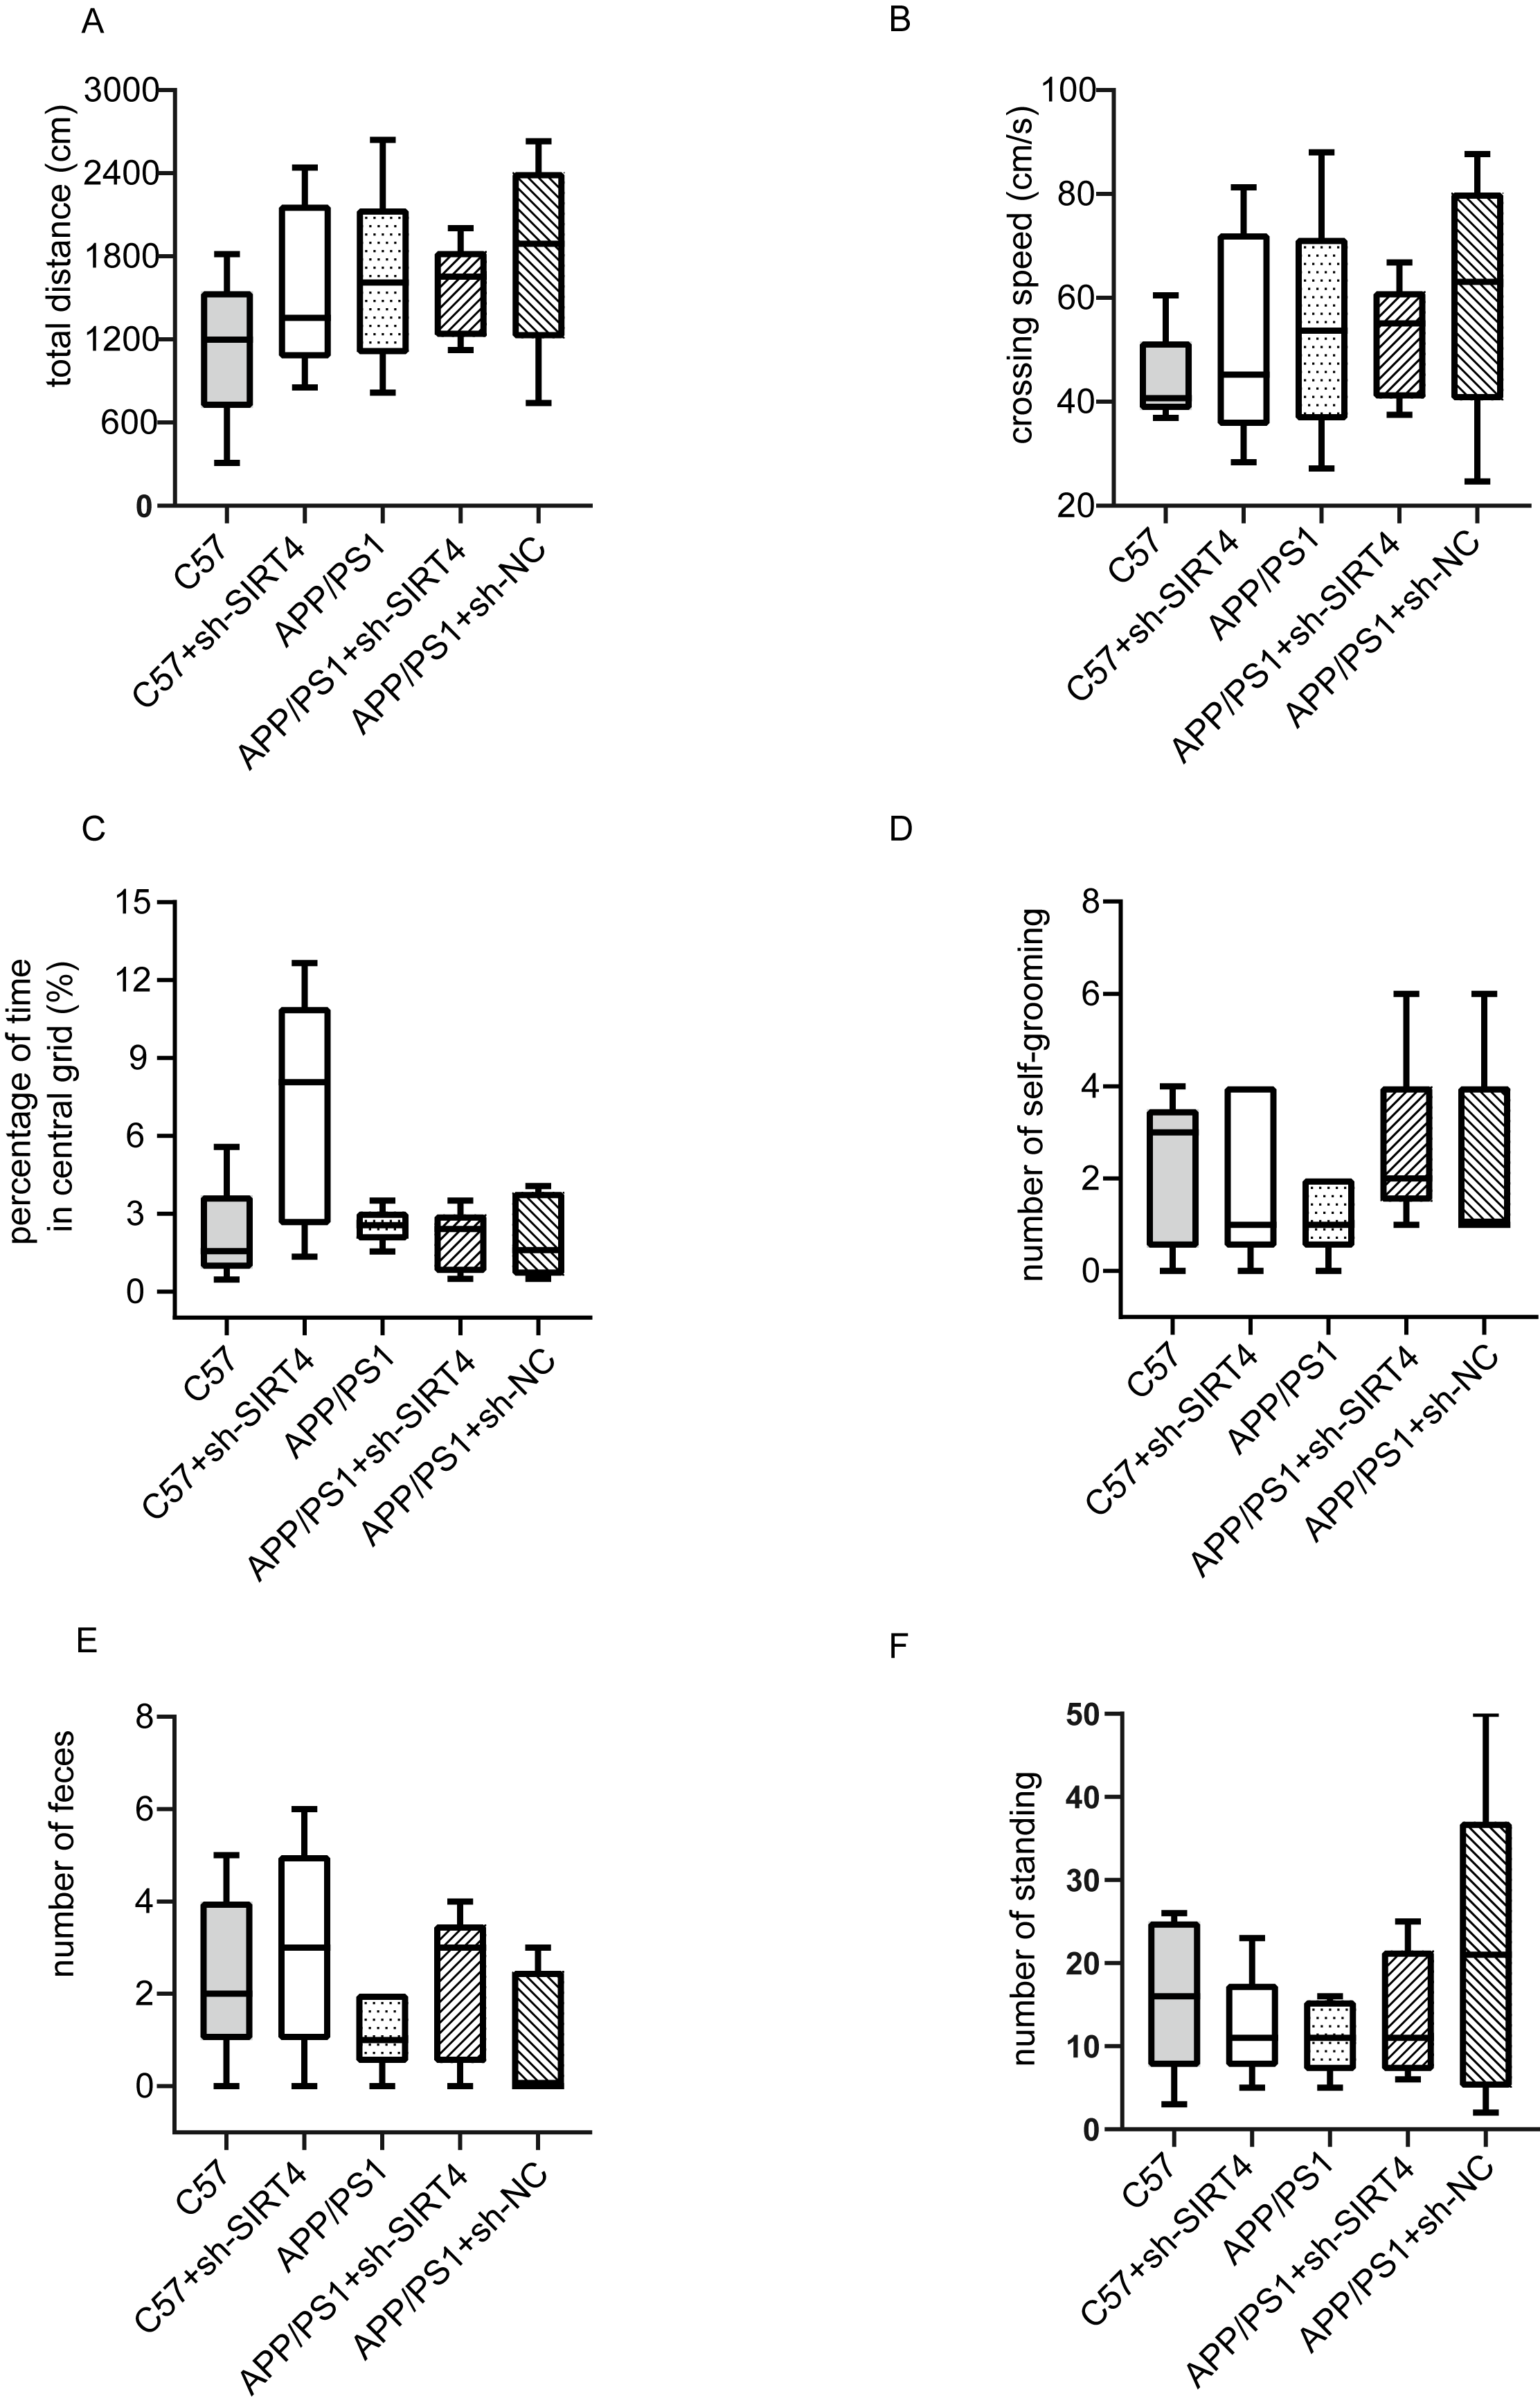 A
total distance (cm)
3000
2400
1800
1200
600
0
C57
C57+sh-SIRT4
APP/PS1
APP/PS1+sh-SIRT4
APP/PS1+sh-NC
B
crossing speed (cm/s)
100
80
60
40
20
C57
C57+sh-SIRT4
APP/PS1
APP/PS1+sh-SIRT4
APP/PS1+sh-NC
C
percentage of time
in central grid (%)
15
12
9
6
3
0
C57
C57+sh-SIRT4
APP/PS1
APP/PS1+sh-SIRT4
APP/PS1+sh-NC
D
number of self-grooming
8
6
4
2
0
C57
C57+sh-SIRT4
APP/PS1
APP/PS1+sh-SIRT4
APP/PS1+sh-NC
E
number of feces
8
6
4
2
0
C57
C57+sh-SIRT4
APP/PS1
APP/PS1+sh-SIRT4
APP/PS1+sh-NC
F
number of standing
50
40
30
20
10
0
C57
C57+sh-SIRT4
APP/PS1
APP/PS1+sh-SIRT4
APP/PS1+sh-NC